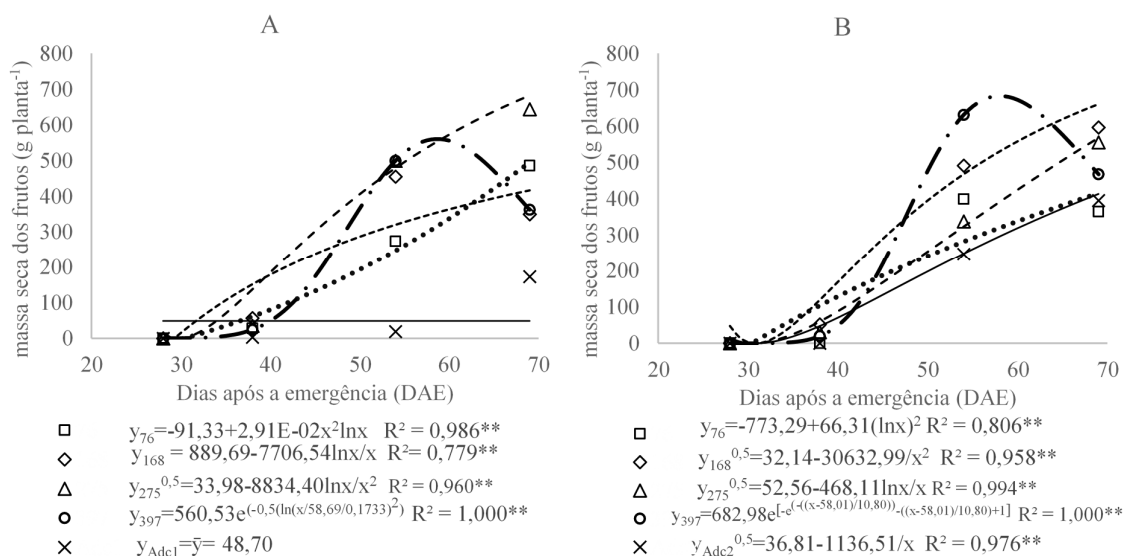 A
B
massa seca dos frutos (g planta⁻¹)
800
700
600
500
400
300
200
100
0
20 30 40 50 60 70
Dias após a emergência (DAE)
y₇₆=-91,33+2,91E-02x²lnx R² = 0,986**
y₁₆₈ = 889,69-7706,54lnx/x R²= 0,779**
y₂₇₅⁰,⁵=33,98-8834,40lnx/x² R² = 0,960**
y₃₉₇=560,53e^(-0,5(ln(x/58,69/0,1733)²) R² = 1,000**
y_Adc1=ȳ= 48,70
massa seca dos frutos (g planta⁻¹)
800
700
600
500
400
300
200
100
0
20 30 40 50 60 70
Dias após a emergência (DAE)
y₇₆=-773,29+66,31(lnx)² R² = 0,806**
y₁₆₈⁰,⁵=32,14-30632,99/x² R² = 0,958**
y₂₇₅⁰,⁵=52,56-468,11lnx/x R² = 0,994**
y₃₉₇=682,98e^[-e^(-((x-58,01)/10,80))-((x-58,01)/10,80)+1] R² = 1,000**
y_Adc2⁰,⁵=36,81-1136,51/x R² = 0,976**